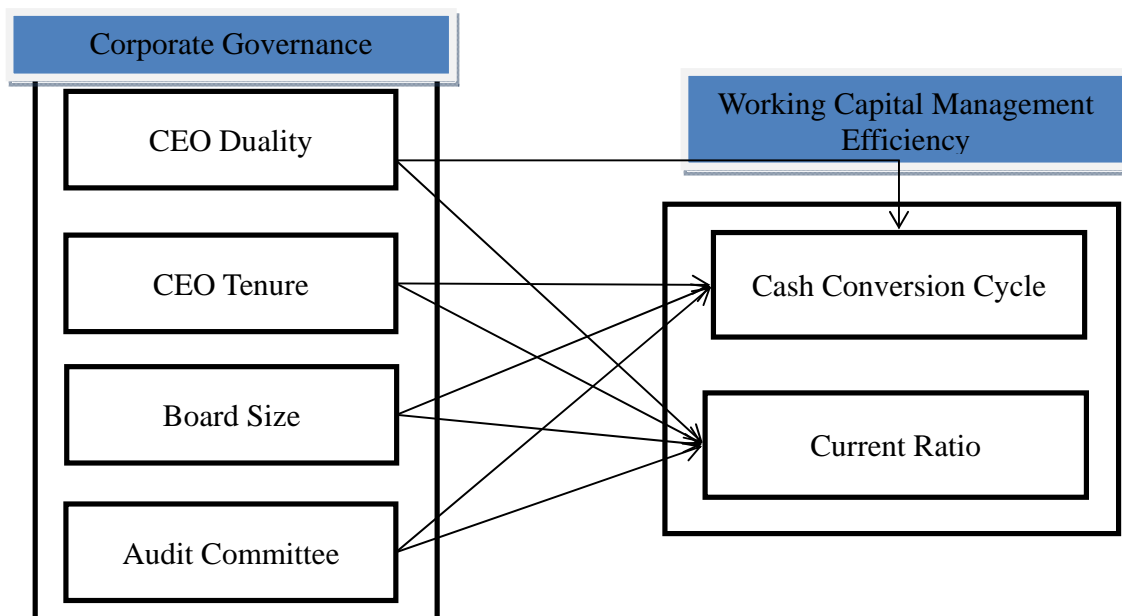 Corporate Governance
CEO Duality
CEO Tenure
Board Size
Audit Committee
Working Capital Management
Efficiency
Cash Conversion Cycle
Current Ratio